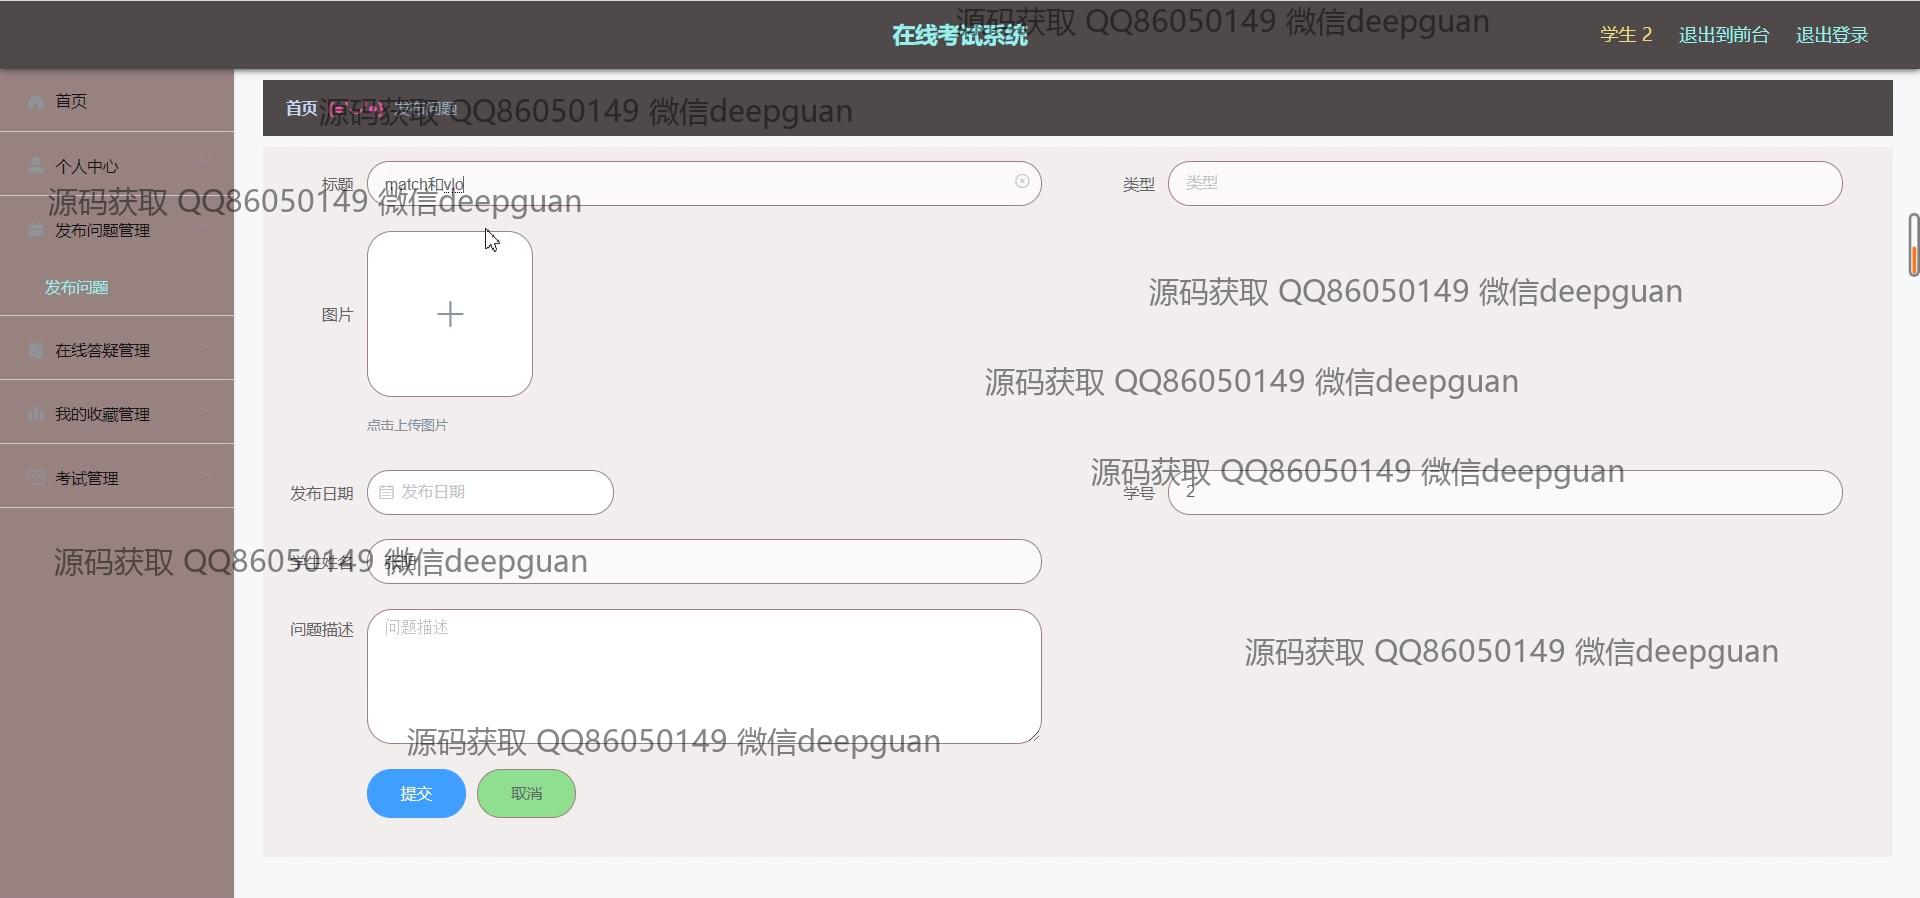 在线考试系统
学生 2
退出到前台
退出登录
源码获取 QQ86050149 微信deepguan
首页
个人中心
发布问题管理
发布问题
在线答疑管理
我的收藏管理
考试管理
首页
发布问题
源码获取 QQ86050149 微信deepguan
标题
match和vlo
类型
类型
源码获取 QQ86050149 微信deepguan
图片
点击上传图片
源码获取 QQ86050149 微信deepguan
源码获取 QQ86050149 微信deepguan
源码获取 QQ86050149 微信deepguan
发布日期
发布日期
学号
2
学生姓名
源码获取 QQ86050149 微信deepguan
问题描述
问题描述
源码获取 QQ86050149 微信deepguan
源码获取 QQ86050149 微信deepguan
提交
取消